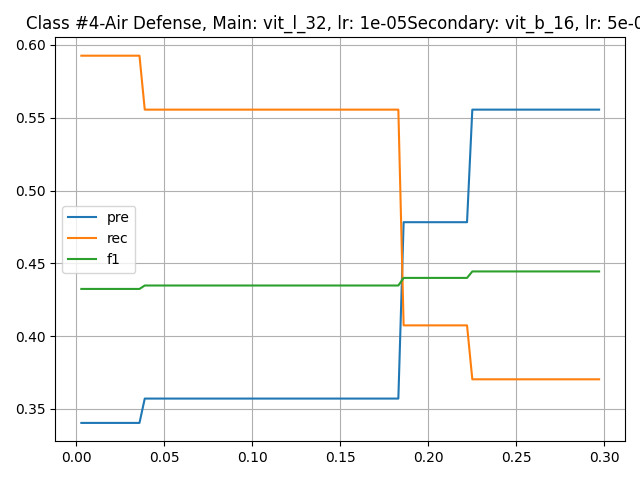 Class #4-Air Defense, Main: vit_l_32, lr: 1e-05Secondary: vit_b_16, lr: 5e-0
0.60
0.55
0.50
0.45
0.40
0.35
pre
rec
f1
0.00 0.05 0.10 0.15 0.20 0.25 0.30